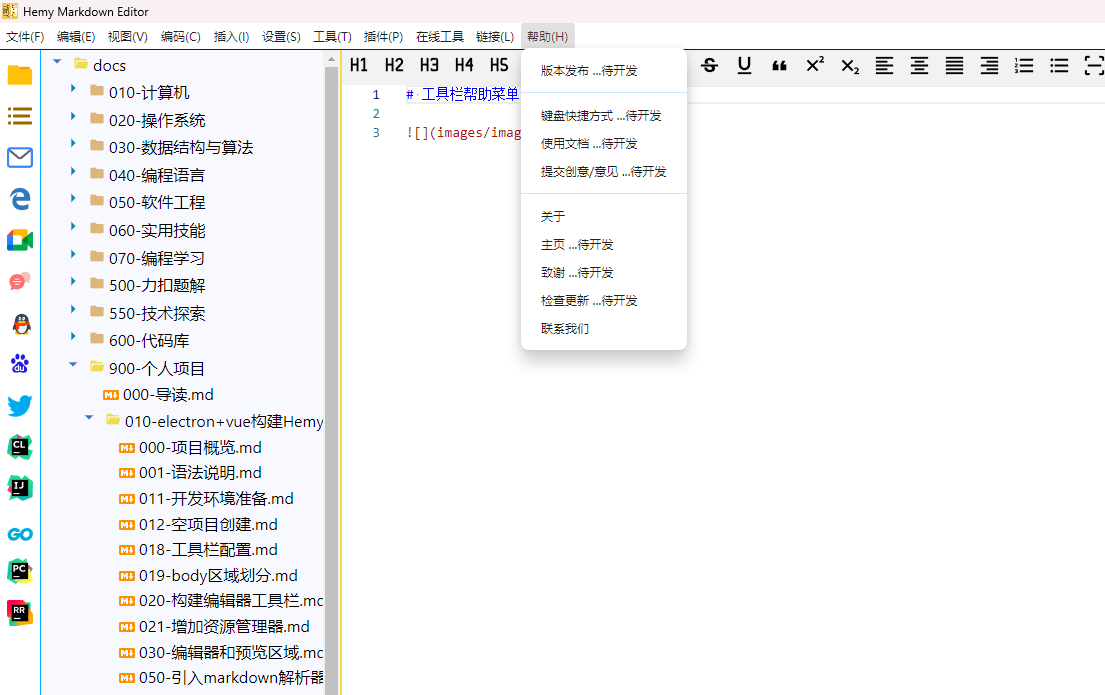 Hemy Markdown Editor
文件(F) 编辑(E) 视图(V) 编码(C) 插入(I) 设置(S) 工具(T) 插件(P) 在线工具 链接(L) 帮助(H)
docs
010-计算机
020-操作系统
030-数据结构与算法
040-编程语言
050-软件工程
060-实用技能
070-编程学习
500-力扣题解
550-技术探索
600-代码库
900-个人项目
000-导读.md
010-electron+vue构建Hemy
000-项目概览.md
001-语法说明.md
011-开发环境准备.md
012-空项目创建.md
018-工具栏配置.md
019-body区域划分.md
020-构建编辑器工具栏.mc
021-增加资源管理器.md
030-编辑器和预览区域.mc
050-引入markdown解析器
H1 H2 H3 H4 H5
1 # 工具栏帮助菜单
2
3 ![](images/imag
版本发布 ...待开发
键盘快捷方式 ...待开发
使用文档 ...待开发
提交创意/意见 ...待开发
关于
主页 ...待开发
致谢 ...待开发
检查更新 ...待开发
联系我们
du
CL
IJ
GO
PC
RR